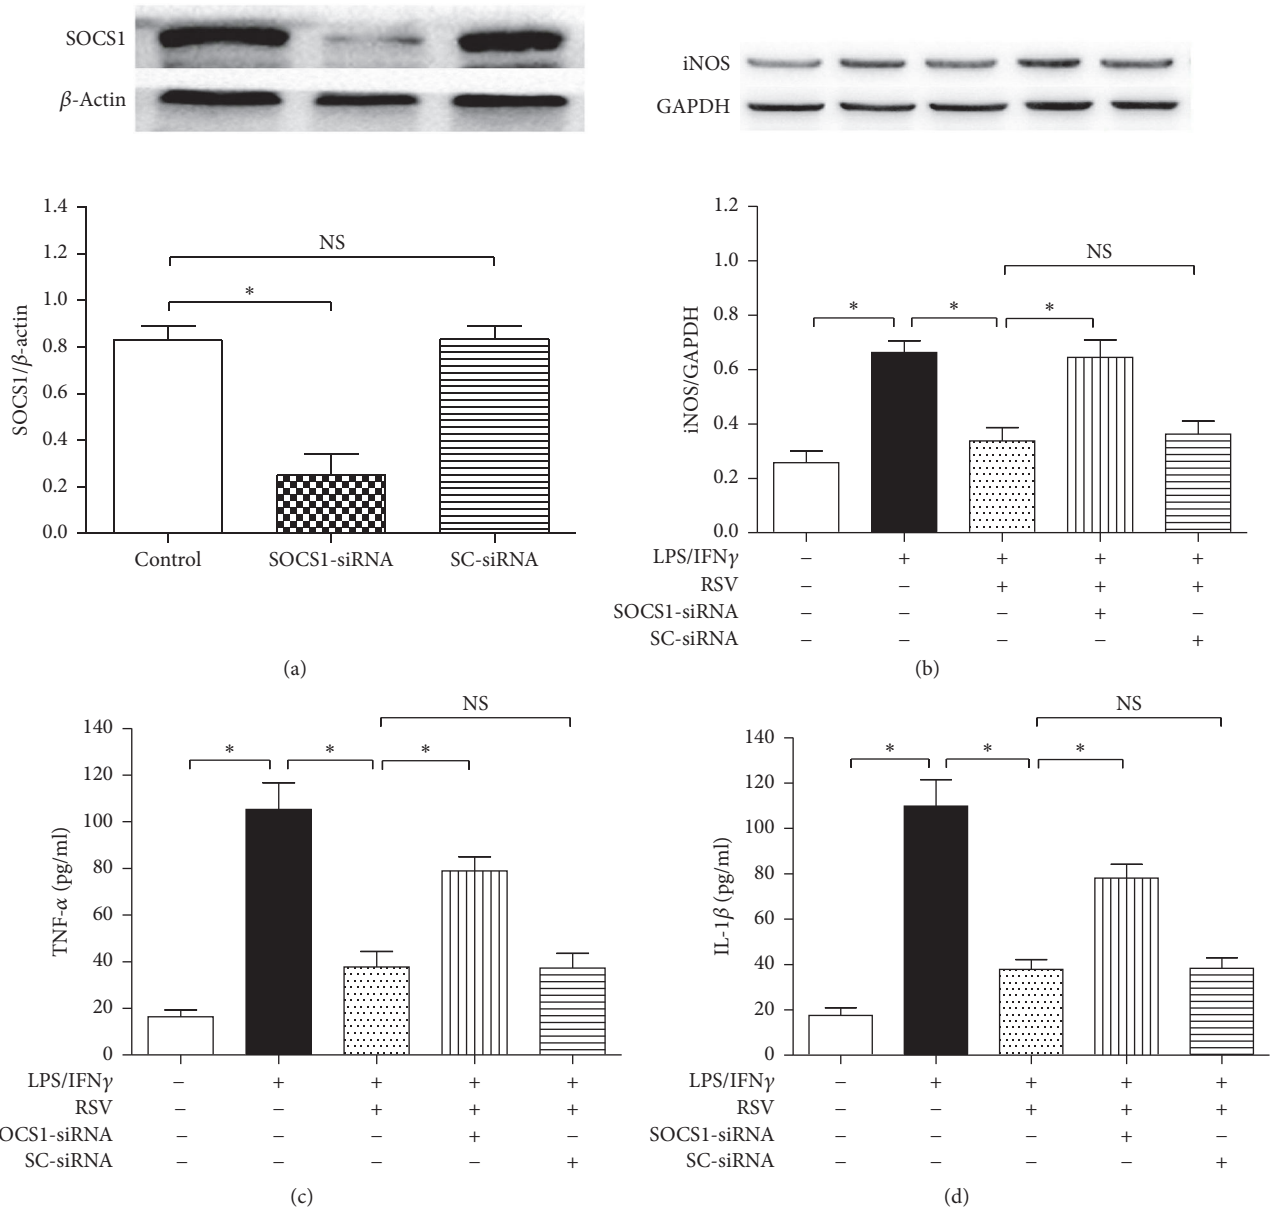 SOCS1
β-Actin
iNOS
GAPDH
1.4
1.2
1.0
0.8
0.6
0.4
0.2
0.0
SOCS1/β-actin
NS
*
Control SOCS1-siRNA SC-siRNA
(a)
1.2
1.0
0.8
0.6
0.4
0.2
0.0
iNOS/GAPDH
NS
* * *
LPS/IFNγ – + + + +
RSV – – + + +
SOCS1-siRNA – – – + –
SC-siRNA – – – – +
(b)
140
120
100
80
60
40
20
0
TNF-α (pg/ml)
NS
* * *
LPS/IFNγ – + + + +
RSV – – + + +
OCS1-siRNA – – – + –
SC-siRNA – – – – +
(c)
140
120
100
80
60
40
20
0
IL-1β (pg/ml)
NS
* * *
LPS/IFNγ – + + + +
RSV – – + + +
SOCS1-siRNA – – – + –
SC-siRNA – – – – +
(d)